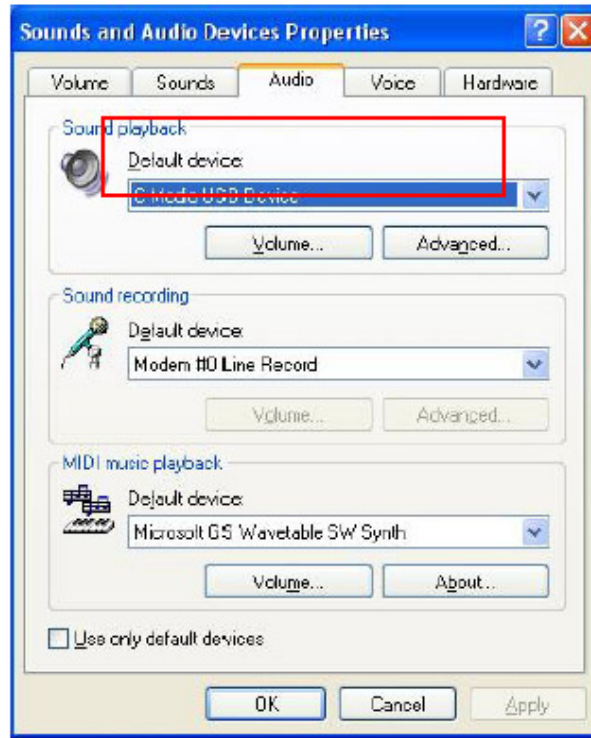 Sounds and Audio Devices Properties
Volume Sounds Audio Voice Hardware
Sound playback
Default device:
C-Media USB Device
Volume... Advanced...
Sound recording
Default device:
Modem #0 Line Record
Volume... Advanced...
MIDI music playback
Default device:
Microsoft GS Wavetable SW Synth
Volume... About...
Use only default devices
OK Cancel Apply